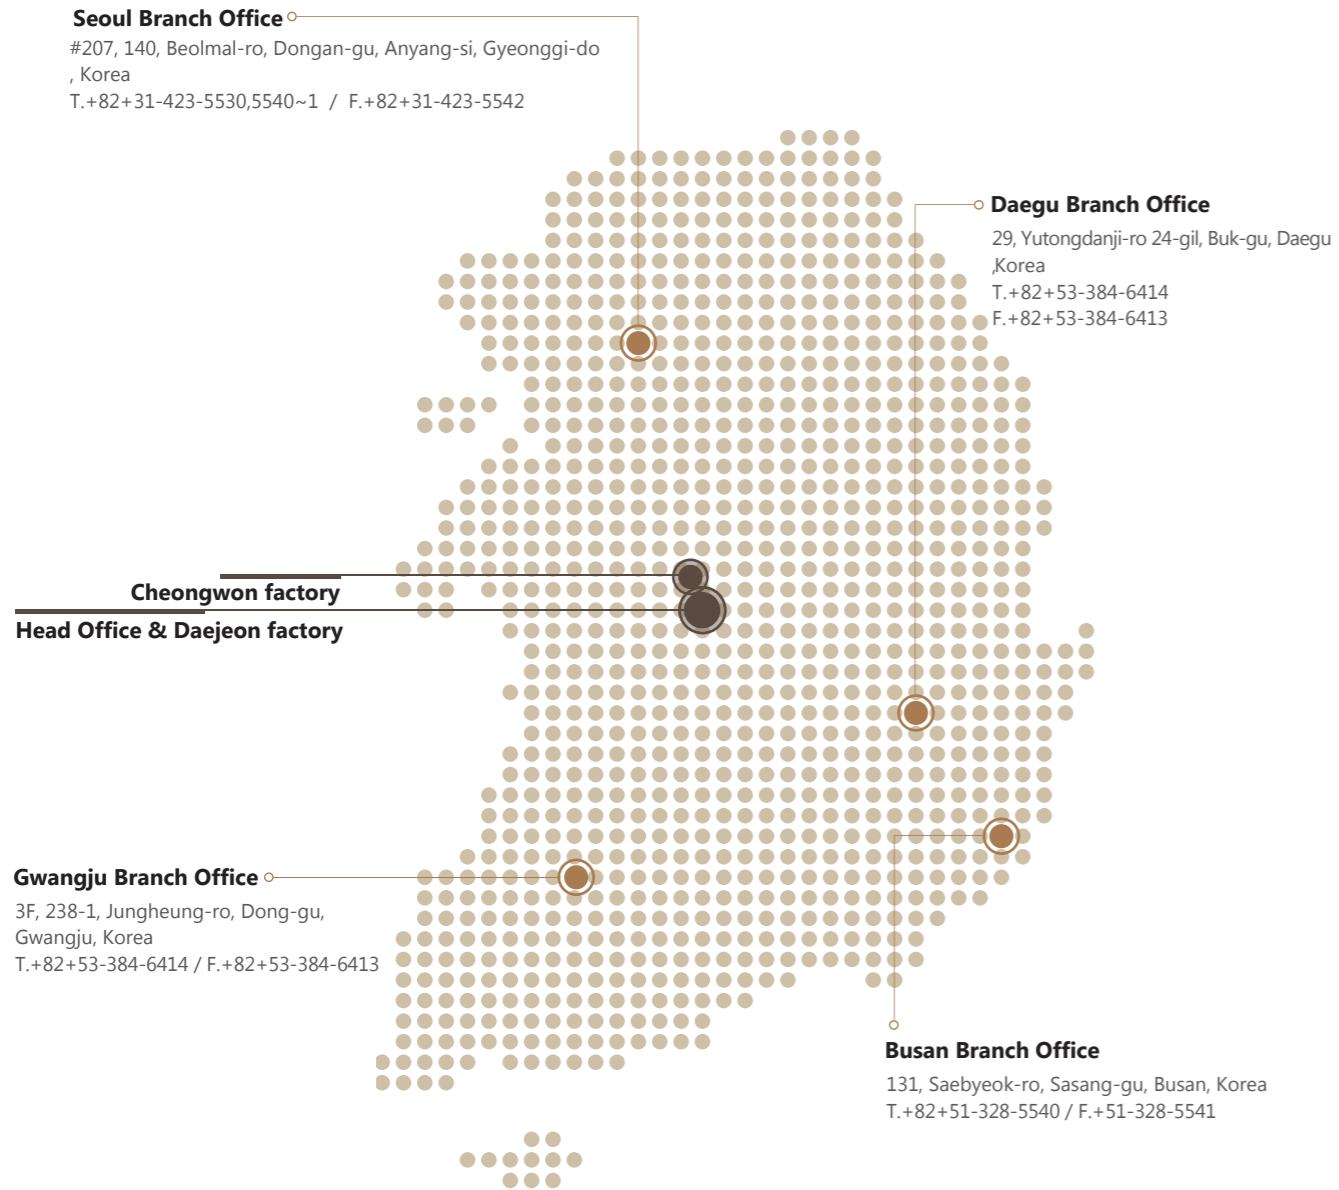 Seoul Branch Office
#207, 140, Beolmal-ro, Dongan-gu, Anyang-si, Gyeonggi-do
, Korea
T.+82+31-423-5530,5540~1 / F.+82+31-423-5542
Daegu Branch Office
29, Yutongdanji-ro 24-gil, Buk-gu, Daegu
,Korea
T.+82+53-384-6414
F.+82+53-384-6413
Cheongwon factory
Head Office & Daejeon factory
Gwangju Branch Office
3F, 238-1, Jungheung-ro, Dong-gu,
Gwangju, Korea
T.+82+53-384-6414 / F.+82+53-384-6413
Busan Branch Office
131, Saebyeok-ro, Sasang-gu, Busan, Korea
T.+82+51-328-5540 / F.+51-328-5541